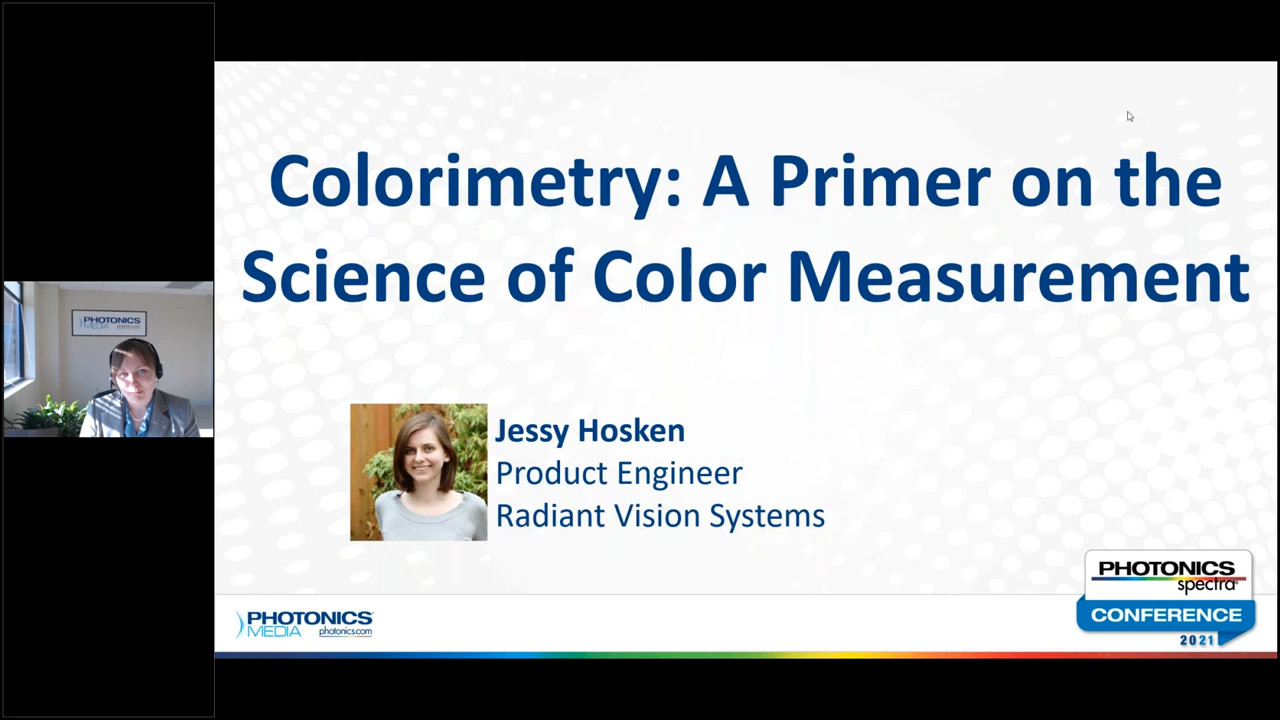 PHOTONICS
MEDIA
Colorimetry: A Primer on the
Science of Color Measurement
Jessy Hosken
Product Engineer
Radiant Vision Systems
PHOTONICS
MEDIA photonics.com
PHOTONICS
spectra
CONFERENCE
2021